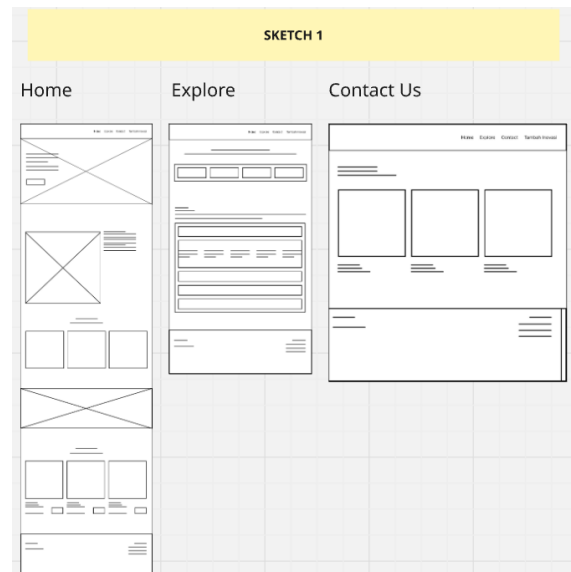 SKETCH 1
Home
Explore
Contact Us
Home Explore Contact Tambah Inovasi